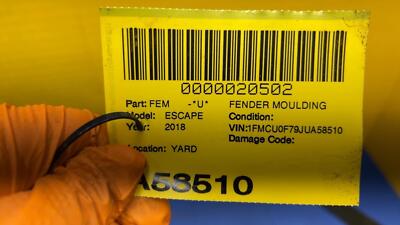 0000020502
Part: FEM -*U* FENDER MOULDING
Model: ESCAPE Condition:
Year: 2018 VIN:1FMCU0F79JUA58510
Damage Code:
Location: YARD
A58510